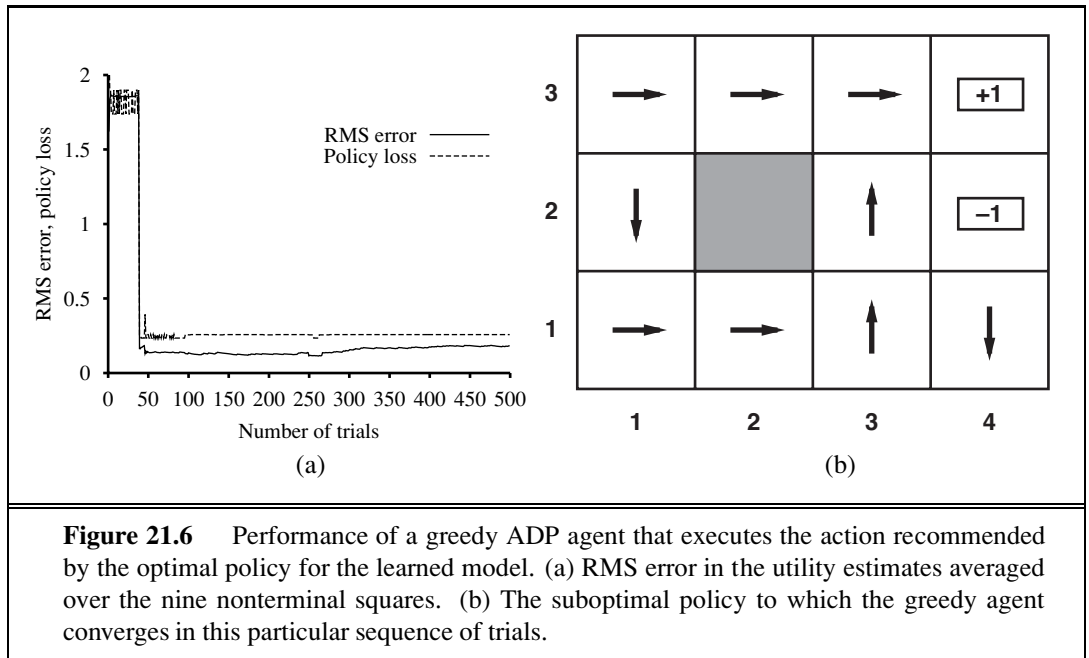 2
1.5
1
0.5
0
RMS error, policy loss
RMS error
Policy loss
0 50 100 150 200 250 300 350 400 450 500
Number of trials
(a)
3
+1
2
–1
1
1 2 3 4
(b)
Figure 21.6 Performance of a greedy ADP agent that executes the action recommended
by the optimal policy for the learned model. (a) RMS error in the utility estimates averaged
over the nine nonterminal squares. (b) The suboptimal policy to which the greedy agent
converges in this particular sequence of trials.